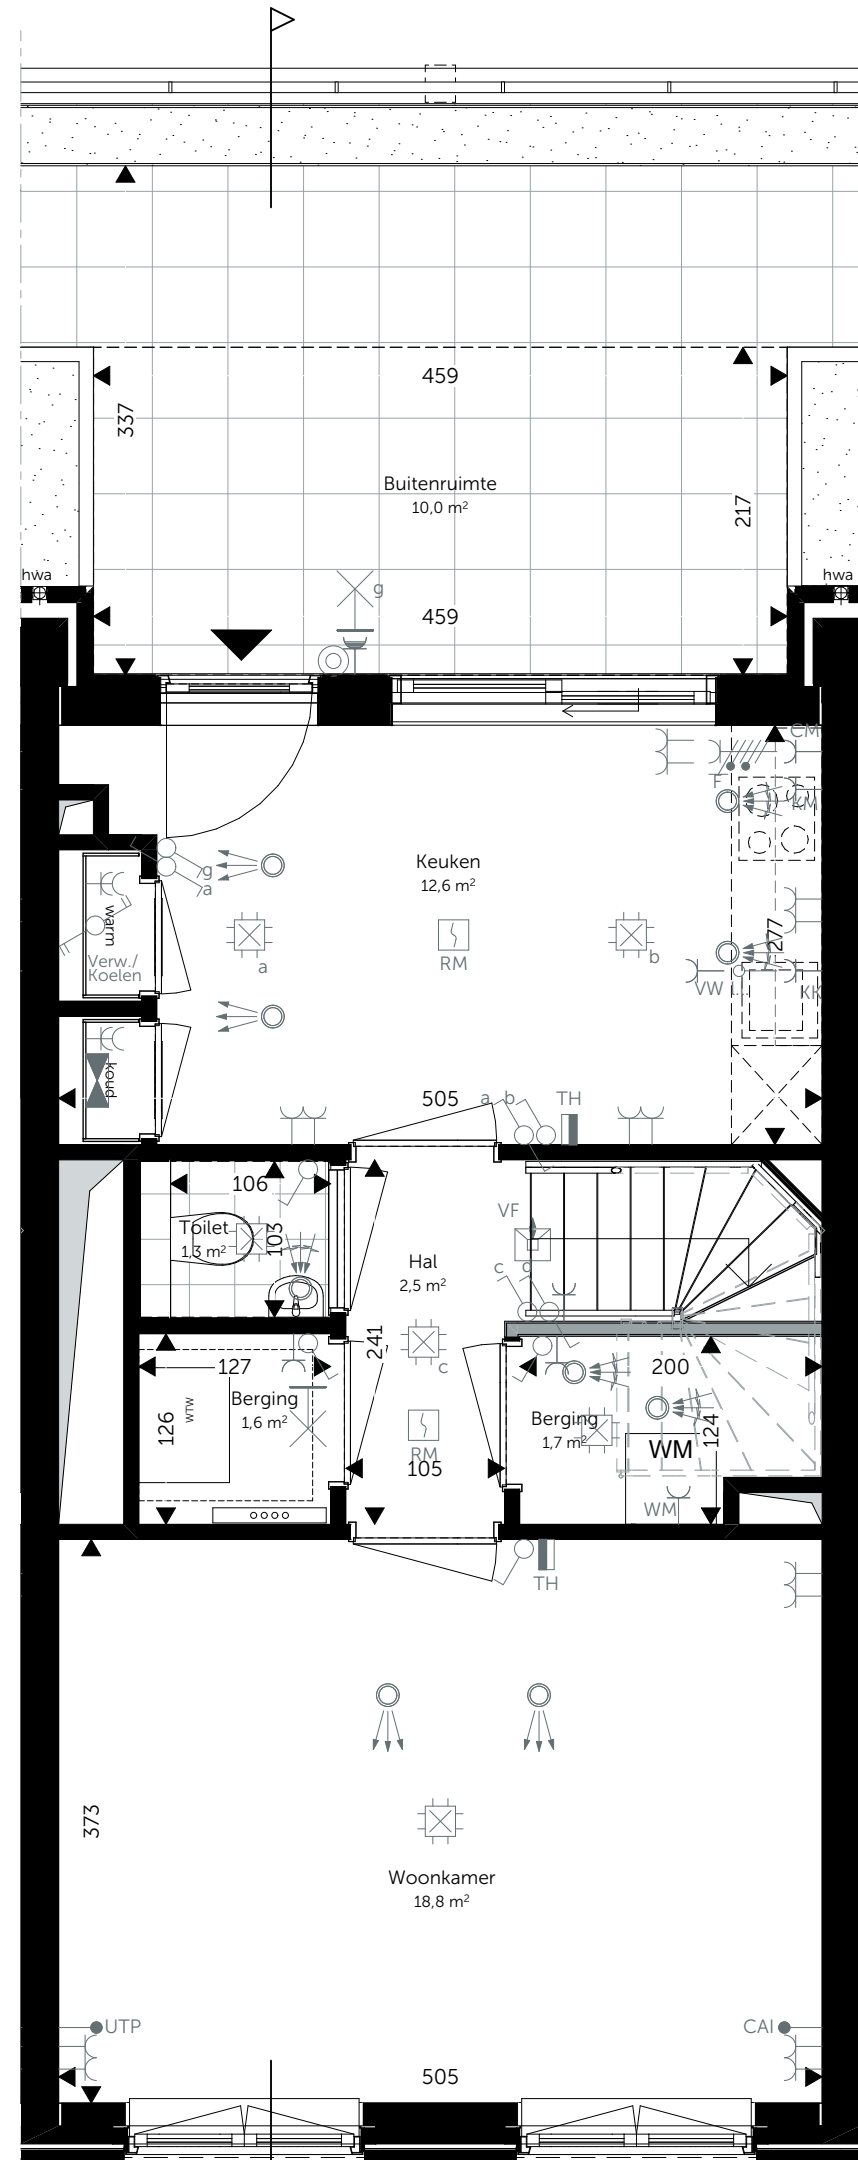 459
337
Buitenruimte
10,0 m²
217
hwa
hwa
g
459
CM
F
KM
g
a
Keuken
12,6 m²
warm
Verw./
Koelen
a
RM
b
277
VW
KK
koud
505
a b
TH
106
Toilet
1,3 m²
103
VF
Hal
2,5 m²
c d
241
c
127
Berging
1,6 m²
126
WTW
200
Berging
1,7 m²
124
WM
WM
RM
105
TH
373
Woonkamer
18,8 m²
UTP
CAI
505